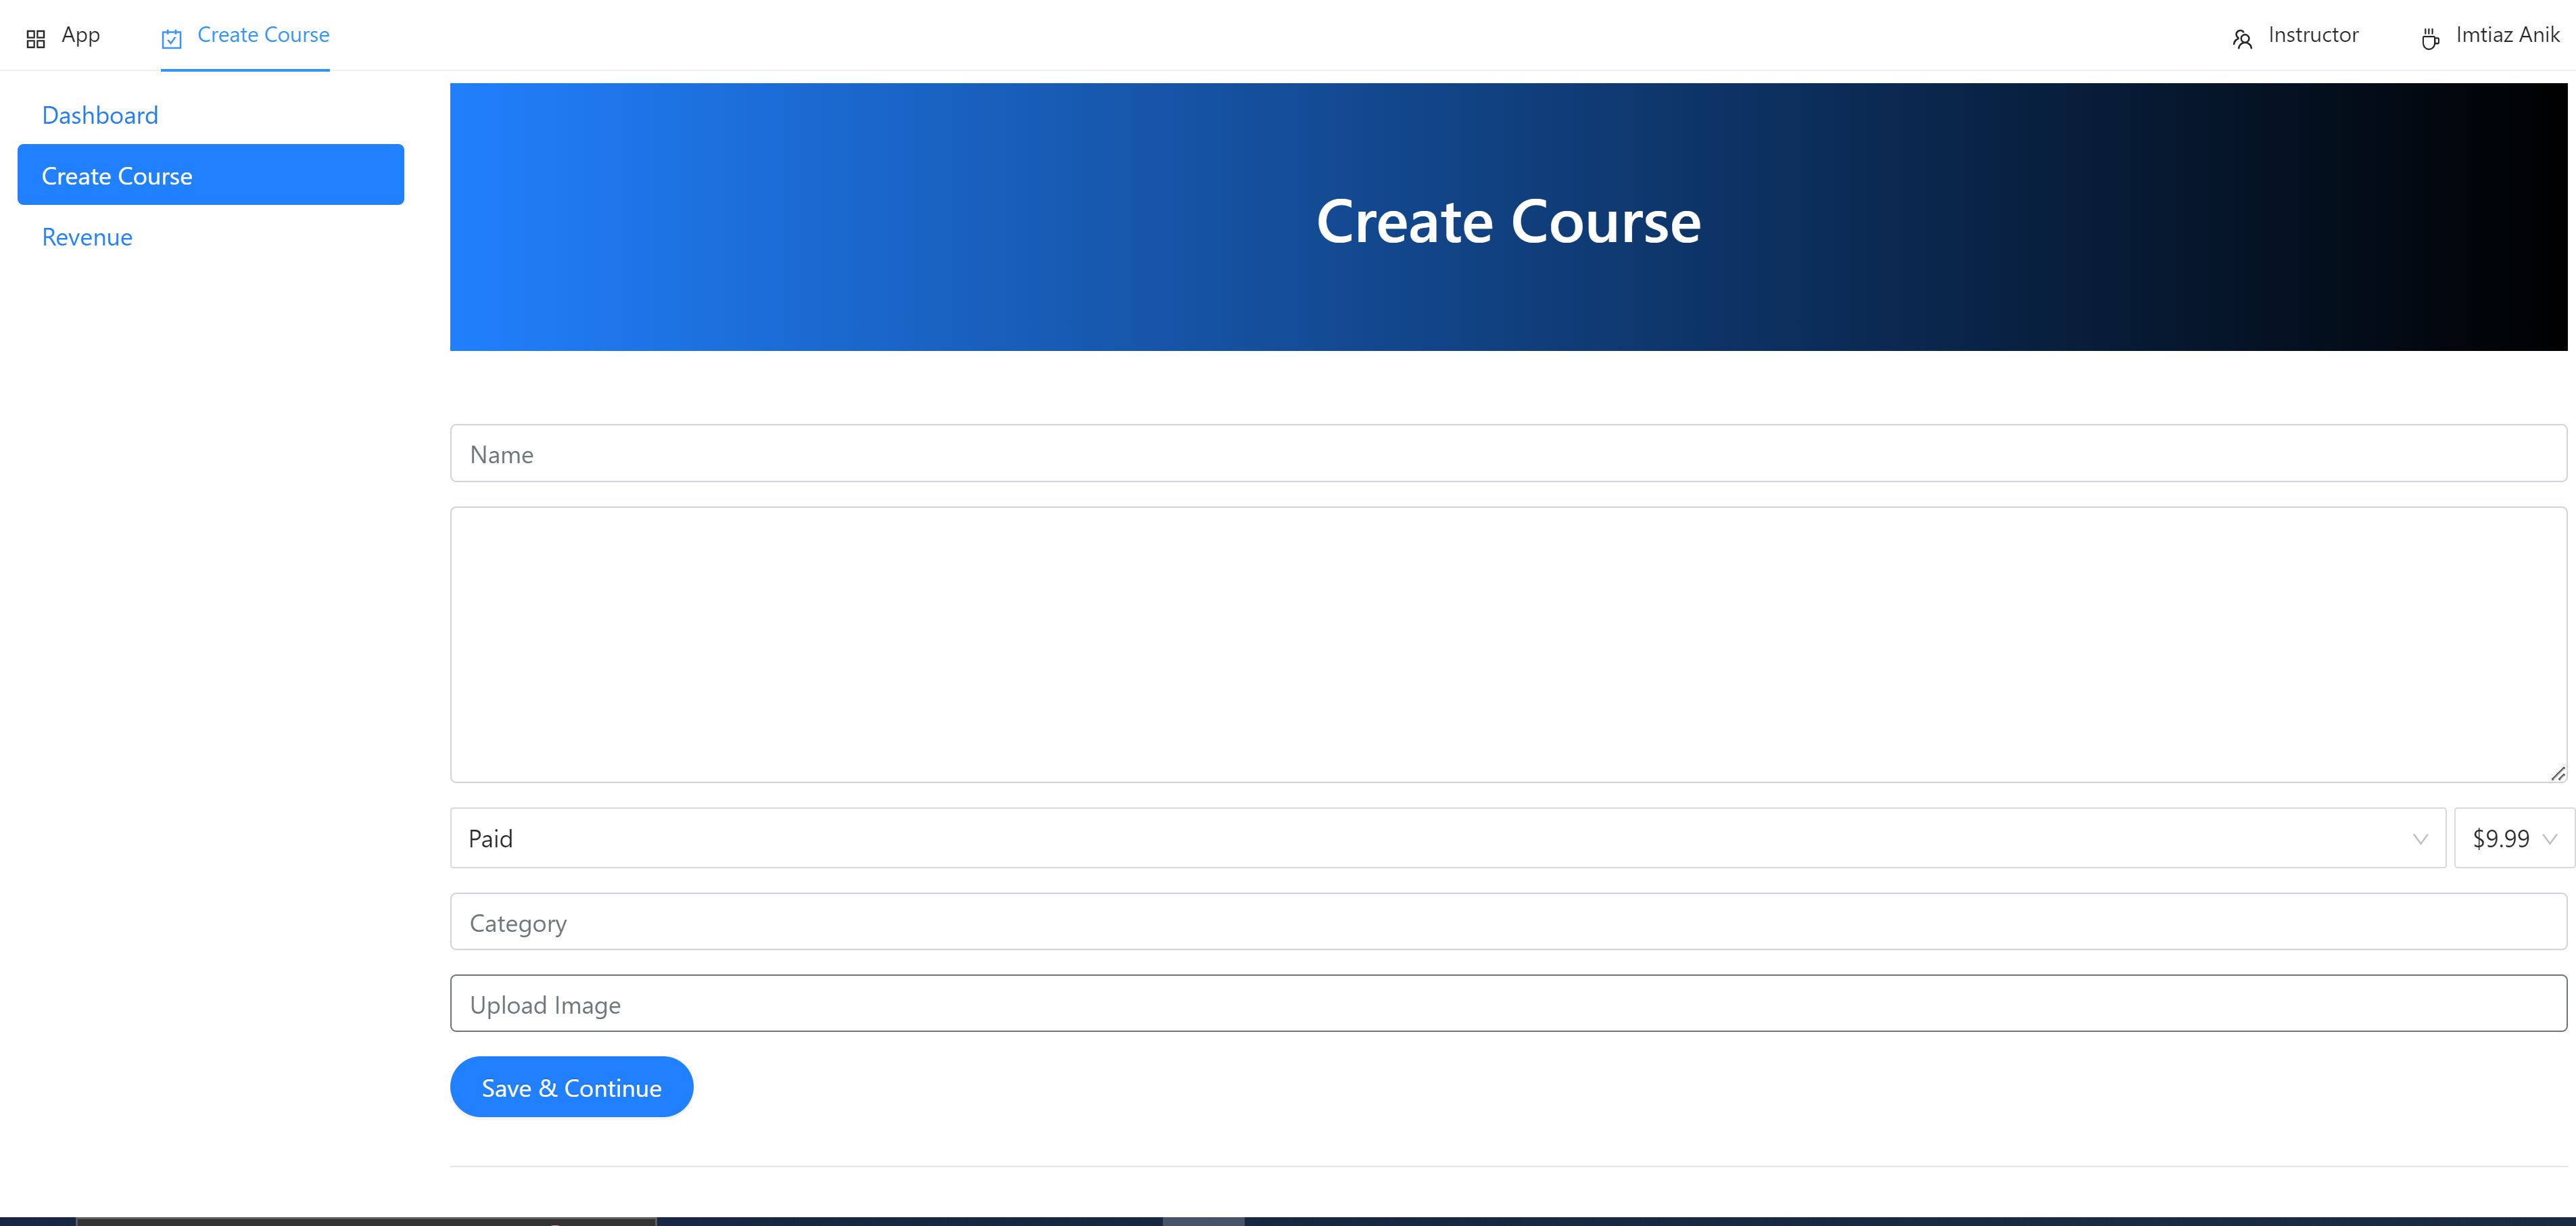 App Create Course Instructor Imtiaz Anik
Dashboard
Create Course
Revenue
Create Course
Name
Paid $9.99
Category
Upload Image
Save & Continue